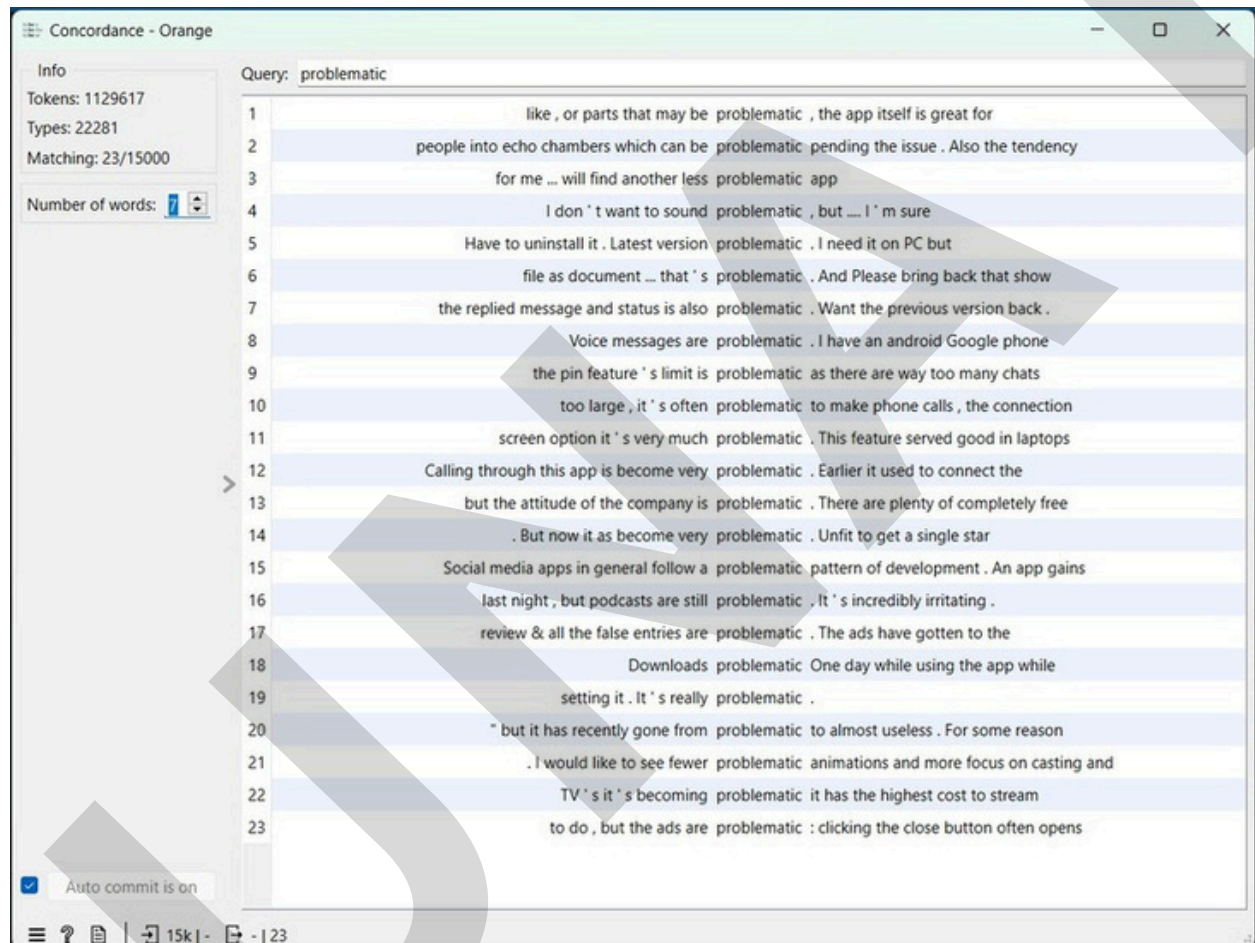 Concordance - Orange
Info
Tokens: 1129617
Types: 22281
Matching: 23/15000
Number of words: 7
Query: problematic
1 like , or parts that may be problematic , the app itself is great for
2 people into echo chambers which can be problematic pending the issue . Also the tendency
3 for me ... will find another less problematic app
4 I don ' t want to sound problematic , but .... I ' m sure
5 Have to uninstall it . Latest version problematic . I need it on PC but
6 file as document ... that ' s problematic . And Please bring back that show
7 the replied message and status is also problematic . Want the previous version back .
8 Voice messages are problematic . I have an android Google phone
9 the pin feature ' s limit is problematic as there are way too many chats
10 too large , it ' s often problematic to make phone calls , the connection
11 screen option it ' s very much problematic . This feature served good in laptops
12 Calling through this app is become very problematic . Earlier it used to connect the
13 but the attitude of the company is problematic . There are plenty of completely free
14 . But now it as become very problematic . Unfit to get a single star
15 Social media apps in general follow a problematic pattern of development . An app gains
16 last night , but podcasts are still problematic . It ' s incredibly irritating .
17 review & all the false entries are problematic . The ads have gotten to the
18 Downloads problematic One day while using the app while
19 setting it . It ' s really problematic .
20 " but it has recently gone from problematic to almost useless . For some reason
21 . I would like to see fewer problematic animations and more focus on casting and
22 TV ' s it ' s becoming problematic it has the highest cost to stream
23 to do , but the ads are problematic : clicking the close button often opens
Auto commit is on
15k | - - | 23